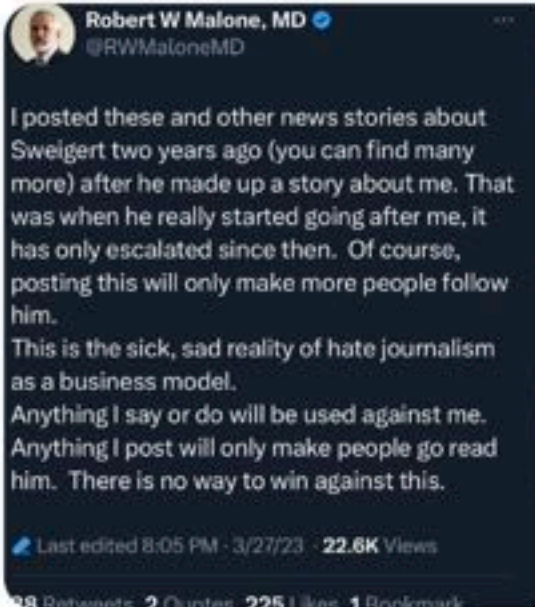 Robert W Malone, MD
@RWMaloneMD
I posted these and other news stories about
Sweigert two years ago (you can find many
more) after he made up a story about me. That
was when he really started going after me, it
has only escalated since then. Of course,
posting this will only make more people follow
him.
This is the sick, sad reality of hate journalism
as a business model.
Anything I say or do will be used against me.
Anything I post will only make people go read
him. There is no way to win against this.
Last edited 8:05 PM · 3/27/23 · 22.6K Views
Retweets 2 Quotes 225 Likes 1 Bookmark